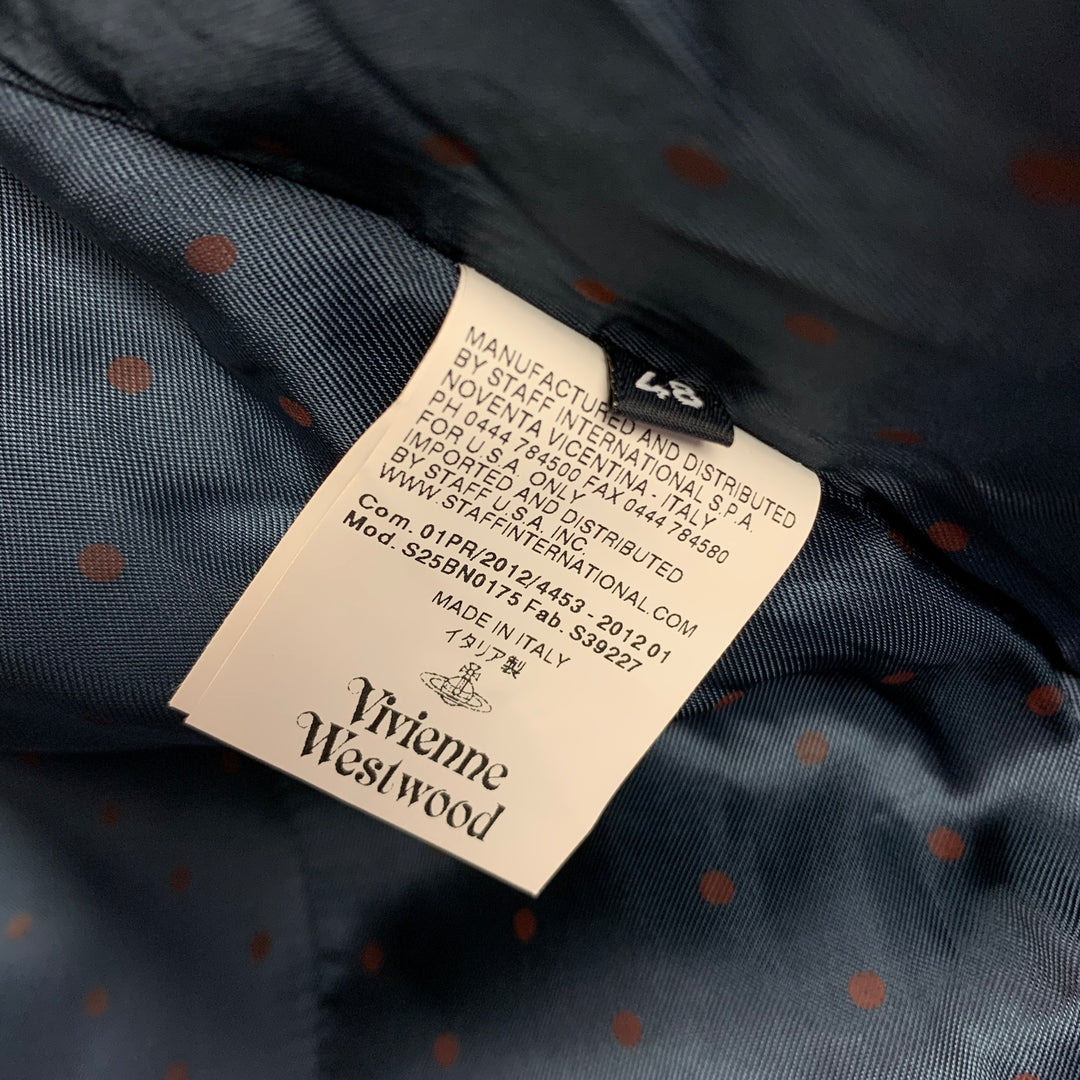 48
MANUFACTURED AND DISTRIBUTED
BY STAFF INTERNATIONAL S.P.A.
NOVENTA VICENTINA - ITALY
PH 0444 784500 FAX 0444 784580
FOR U.S.A. ONLY
IMPORTED AND DISTRIBUTED
BY STAFF U.S.A. INC.
WWW.STAFFINTERNATIONAL.COM
Com. 01PR/2012/4453 - 2012 01
Mod. S25BN0175 Fab. S39227
MADE IN ITALY
イタリア製
Vivienne
Westwood